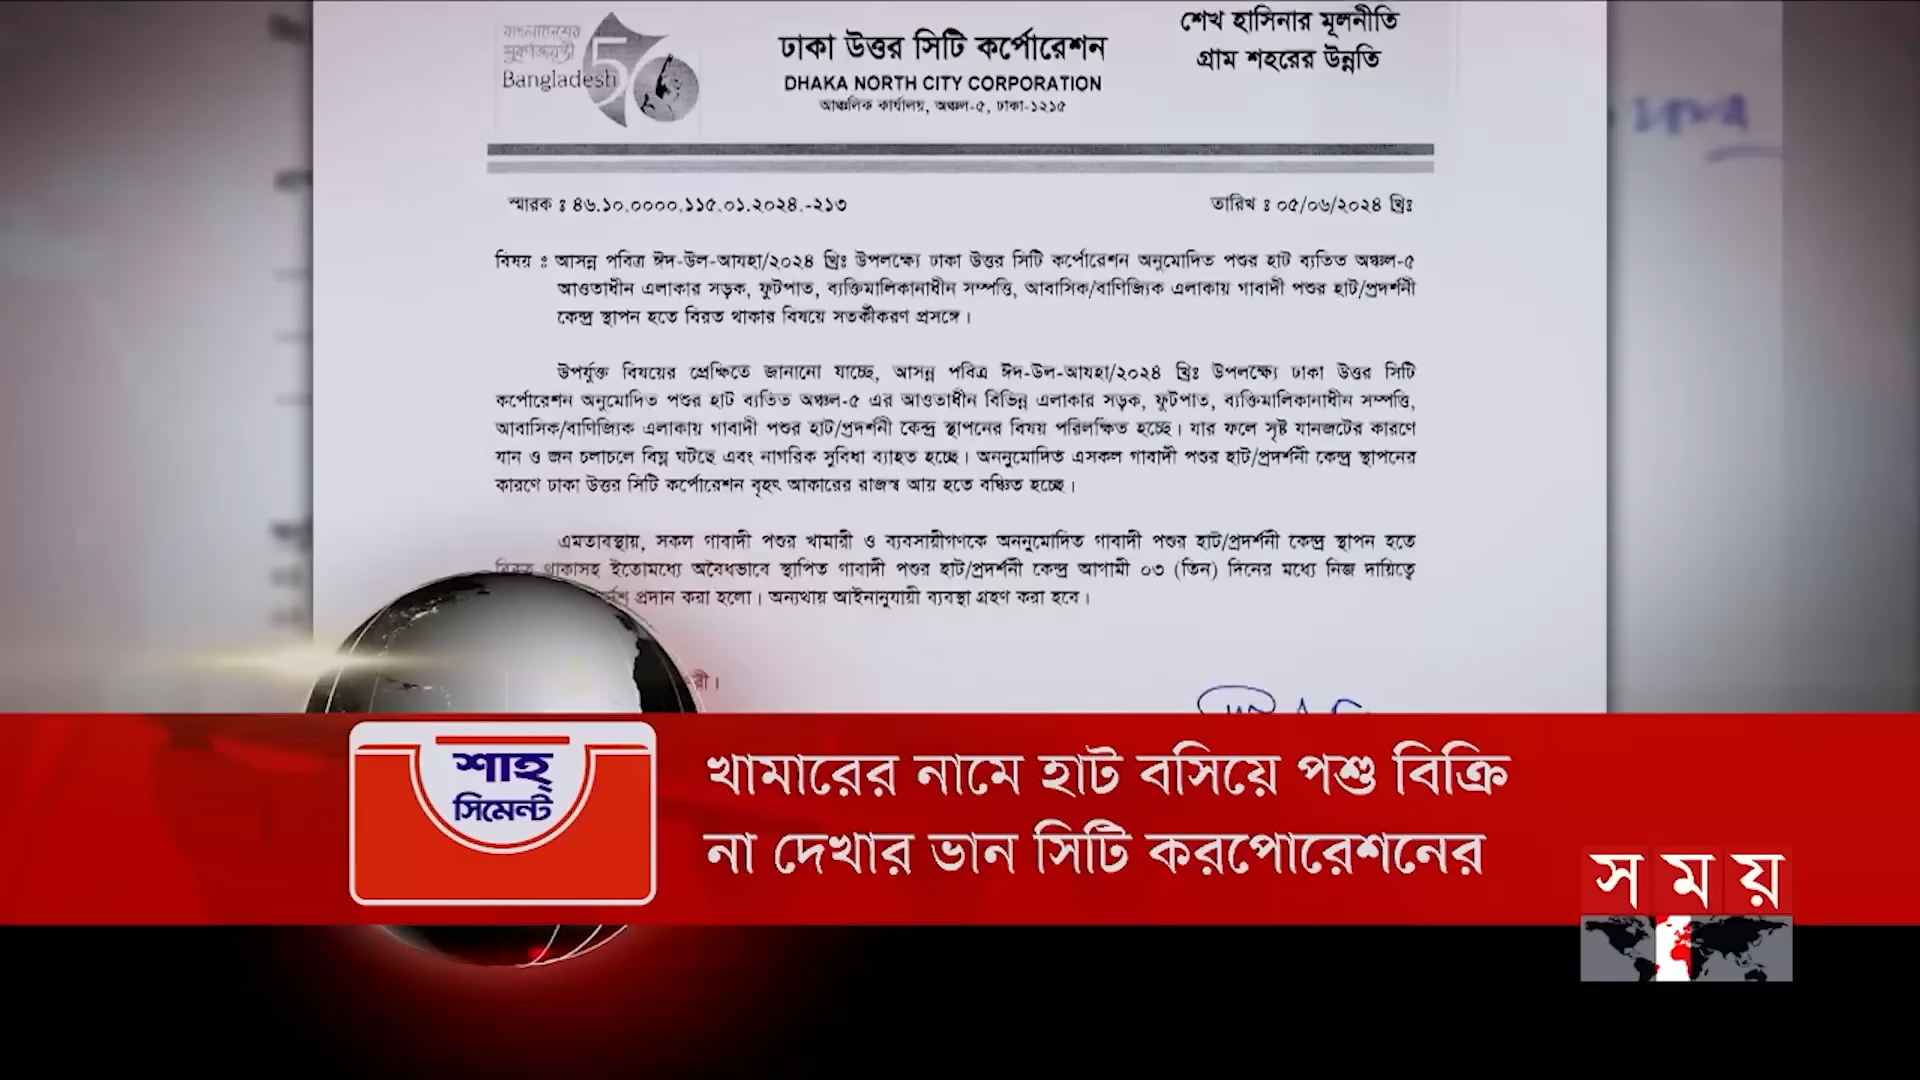 বাংলাদেশের
সুবর্ণজয়ন্তী
Bangladesh 50
ঢাকা উত্তর সিটি কর্পোরেশন
DHAKA NORTH CITY CORPORATION
আঞ্চলিক কার্যালয়, অঞ্চল-৫, ঢাকা-১২১৫
শেখ হাসিনার মূলনীতি
গ্রাম শহরের উন্নতি
স্মারক ঃ ৪৬.১০.০০০০.১১৫.০১.২০২৪.-২১৩
তারিখ ঃ ০৫/০৬/২০২৪ খ্রিঃ
বিষয় ঃ আসন্ন পবিত্র ঈদ-উল-আযহা/২০২৪ খ্রিঃ উপলক্ষ্যে ঢাকা উত্তর সিটি কর্পোরেশন অনুমোদিত পশুর হাট ব্যতিত অঞ্চল-৫
আওতাধীন এলাকার সড়ক, ফুটপাত, ব্যক্তিমালিকানাধীন সম্পত্তি, আবাসিক/বাণিজ্যিক এলাকায় গাবাদী পশুর হাট/প্রদর্শনী
কেন্দ্র স্থাপন হতে বিরত থাকার বিষয়ে সতর্কীকরণ প্রসঙ্গে।
উপর্যুক্ত বিষয়ের প্রেক্ষিতে জানানো যাচ্ছে, আসন্ন পবিত্র ঈদ-উল-আযহা/২০২৪ খ্রিঃ উপলক্ষ্যে ঢাকা উত্তর সিটি
কর্পোরেশন অনুমোদিত পশুর হাট ব্যতিত অঞ্চল-৫ এর আওতাধীন বিভিন্ন এলাকার সড়ক, ফুটপাত, ব্যক্তিমালিকানাধীন সম্পত্তি,
আবাসিক/বাণিজ্যিক এলাকায় গাবাদী পশুর হাট/প্রদর্শনী কেন্দ্র স্থাপনের বিষয় পরিলক্ষিত হচ্ছে। যার ফলে সৃষ্ট যানজটের কারণে
যান ও জন চলাচলে বিঘ্ন ঘটছে এবং নাগরিক সুবিধা ব্যাহত হচ্ছে। অননুমোদিত এসকল গাবাদী পশুর হাট/প্রদর্শনী কেন্দ্র স্থাপনের
কারণে ঢাকা উত্তর সিটি কর্পোরেশন বৃহৎ আকারের রাজস্ব আয় হতে বঞ্চিত হচ্ছে।
এমতাবস্থায়, সকল গাবাদী পশুর খামারী ও ব্যবসায়ীগণকে অননুমোদিত গাবাদী পশুর হাট/প্রদর্শনী কেন্দ্র স্থাপন হতে
বিরত থাকাসহ ইতোমধ্যে অবৈধভাবে স্থাপিত গাবাদী পশুর হাট/প্রদর্শনী কেন্দ্র আগামী ০৩ (তিন) দিনের মধ্যে নিজ দায়িত্বে
প্রদান করা হলো। অন্যথায় আইনানুযায়ী ব্যবস্থা গ্রহণ করা হবে।
শাহ্
সিমেন্ট
খামারের নামে হাট বসিয়ে পশু বিক্রি
না দেখার ভান সিটি করপোরেশনের
সময়